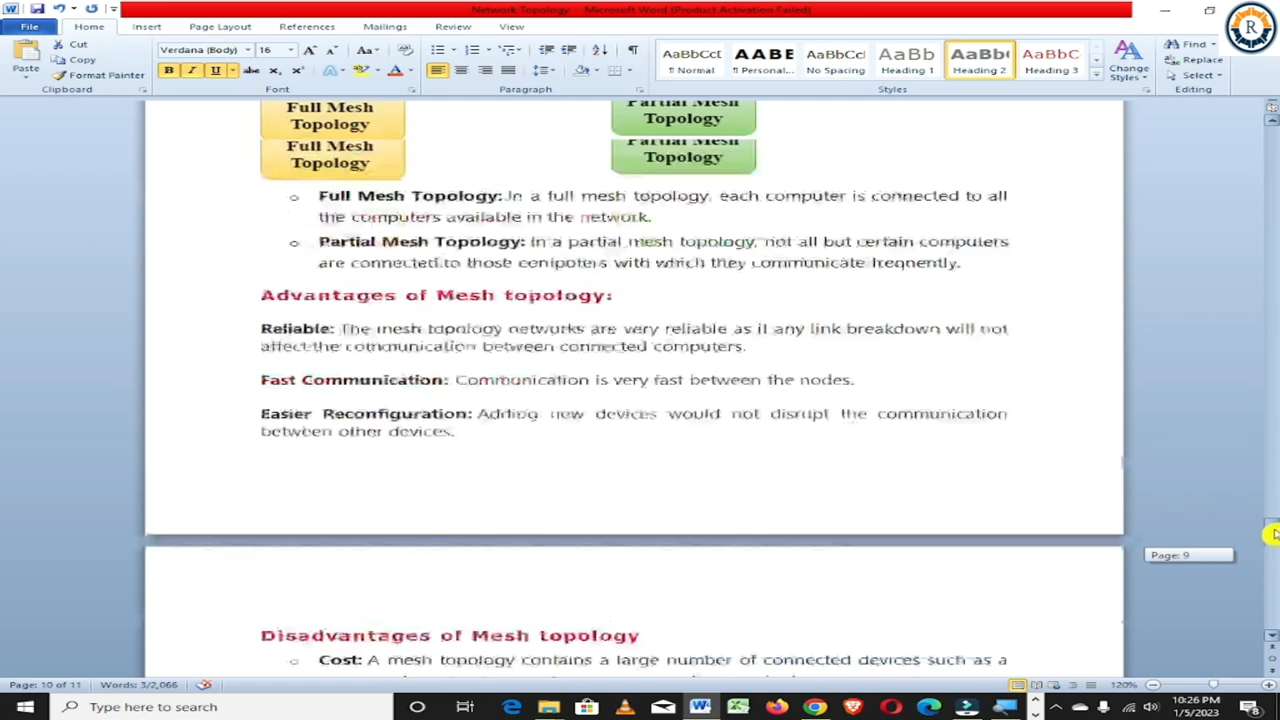 Network Topology - Microsoft Word (Product Activation Failed)
File Home Insert Page Layout References Mailings Review View
Paste Cut Copy Format Painter
Verdana (Body) 16
AaBbCcD AABB AaBbCcI AaBb AaBb( AaBbC
¶ Normal ¶ Personal... No Spacing Heading 1 Heading 2 Heading 3
Change Styles
Find Replace Select
Clipboard Font Paragraph Styles Editing
R
Full Mesh
Topology
Partial Mesh
Topology
Full Mesh
Topology
Partial Mesh
Topology
Full Mesh Topology: In a full mesh topology, each computer is connected to all
the computers available in the network.
Partial Mesh Topology: In a partial mesh topology, not all but certain computers
are connected to those computers with which they communicate frequently.
Advantages of Mesh topology:
Reliable: The mesh topology networks are very reliable as if any link breakdown will not
affect the communication between connected computers.
Fast Communication: Communication is very fast between the nodes.
Easier Reconfiguration: Adding new devices would not disrupt the communication
between other devices.
Page: 9
Disadvantages of Mesh topology
Cost: A mesh topology contains a large number of connected devices such as a
Page: 10 of 11 Words: 3/2,066 120%
Type here to search
10:26 PM
1/5/2023
8